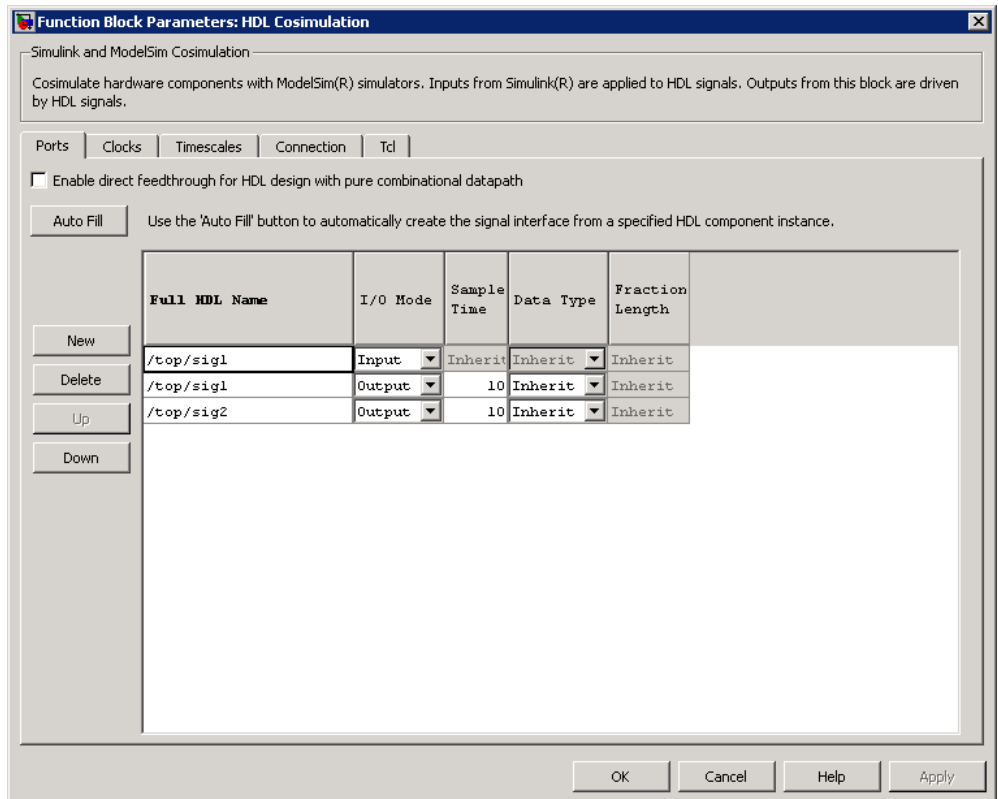 Function Block Parameters: HDL Cosimulation
Simulink and ModelSim Cosimulation
Cosimulate hardware components with ModelSim(R) simulators. Inputs from Simulink(R) are applied to HDL signals. Outputs from this block are driven
by HDL signals.
Ports Clocks Timescales Connection Tcl
Enable direct feedthrough for HDL design with pure combinational datapath
Auto Fill Use the 'Auto Fill' button to automatically create the signal interface from a specified HDL component instance.
Full HDL Name I/O Mode Sample Time Data Type Fraction Length
New
/top/sig1 Input Inherit Inherit Inherit
Delete /top/sig1 Output 10 Inherit Inherit
Up /top/sig2 Output 10 Inherit Inherit
Down
OK Cancel Help Apply